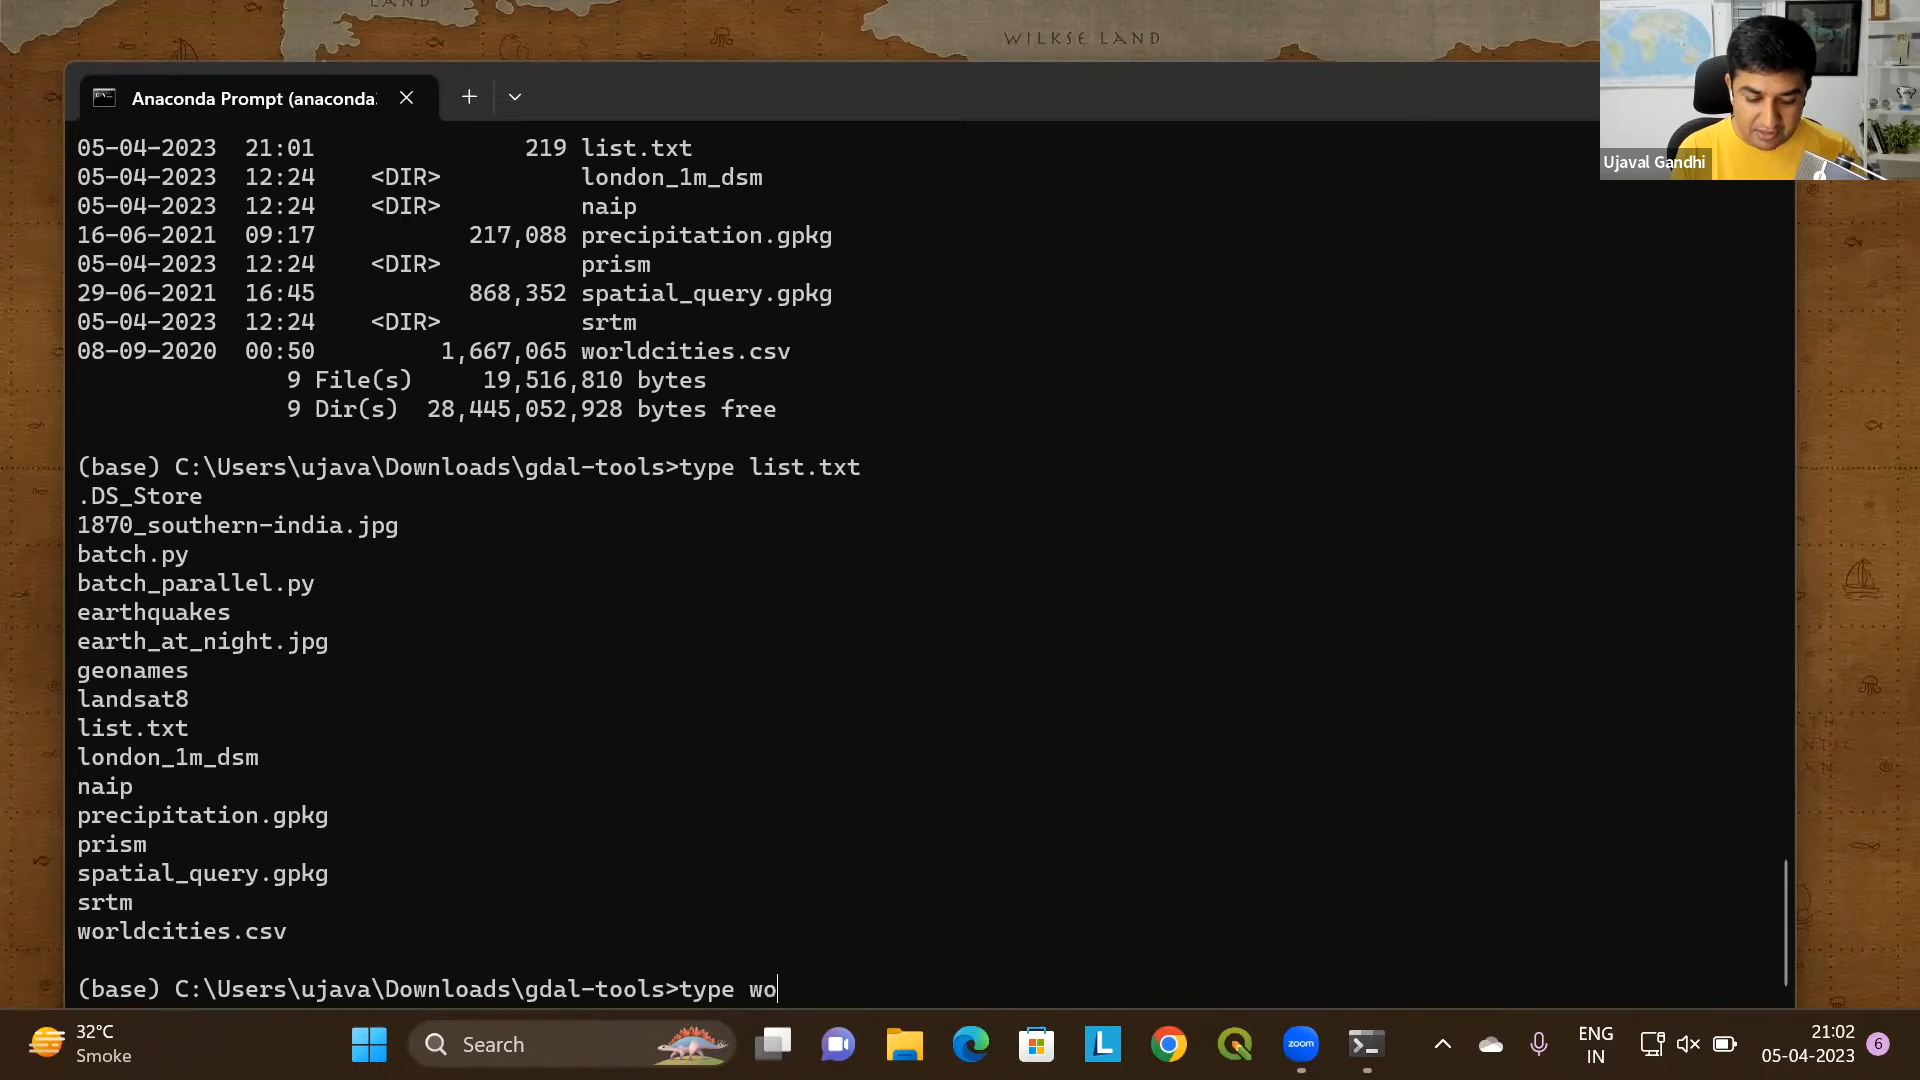 LAND
WILKSE LAND
Anaconda Prompt (anaconda
Ujaval Gandhi
05-04-2023  21:01               219 list.txt
05-04-2023  12:24    <DIR>          london_1m_dsm
05-04-2023  12:24    <DIR>          naip
16-06-2021  09:17           217,088 precipitation.gpkg
05-04-2023  12:24    <DIR>          prism
29-06-2021  16:45           868,352 spatial_query.gpkg
05-04-2023  12:24    <DIR>          srtm
08-09-2020  00:50         1,667,065 worldcities.csv
9 File(s)     19,516,810 bytes
9 Dir(s)  28,445,052,928 bytes free
(base) C:\Users\ujava\Downloads\gdal-tools>type list.txt
.DS_Store
1870_southern-india.jpg
batch.py
batch_parallel.py
earthquakes
earth_at_night.jpg
geonames
landsat8
list.txt
london_1m_dsm
naip
precipitation.gpkg
prism
spatial_query.gpkg
srtm
worldcities.csv
(base) C:\Users\ujava\Downloads\gdal-tools>type wo
32°C
Smoke
Search
L
zoom
ENG
IN
21:02
05-04-2023
6